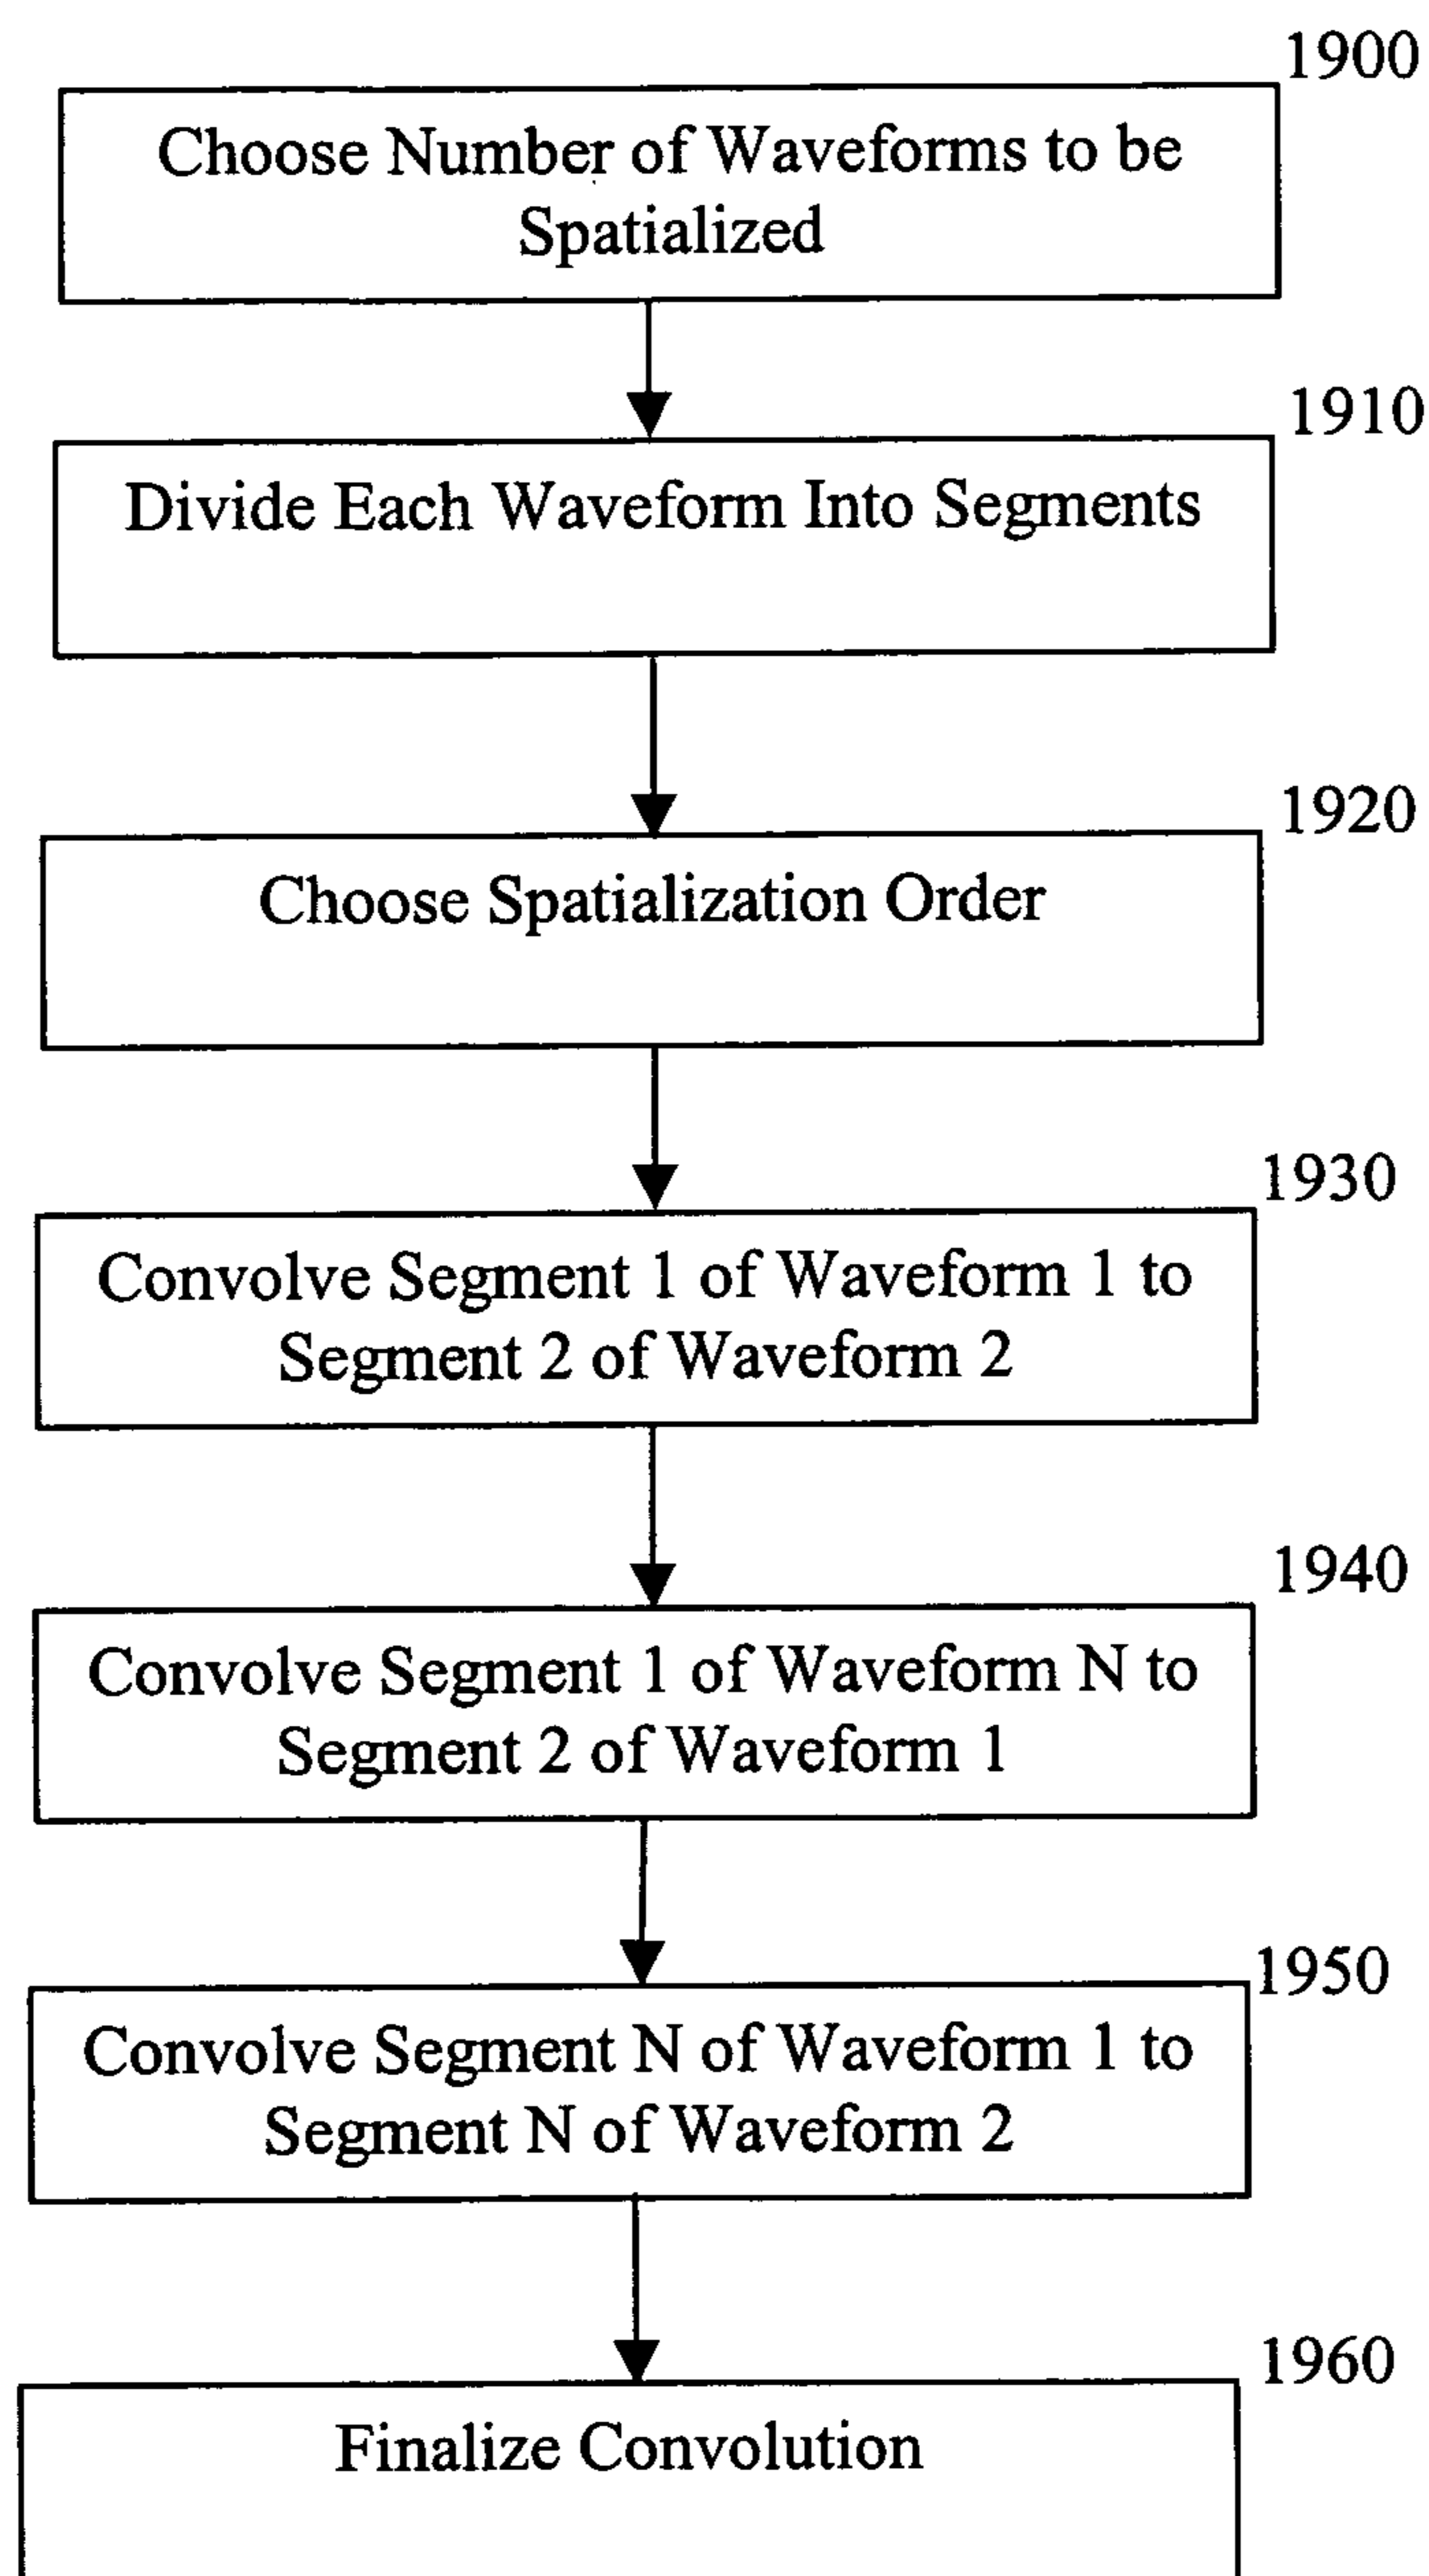 1900
Choose Number of Waveforms to be
Spatialized
1910
Divide Each Waveform Into Segments
1920
Choose Spatialization Order
1930
Convolve Segment 1 of Waveform 1 to
Segment 2 of Waveform 2
1940
Convolve Segment 1 of Waveform N to
Segment 2 of Waveform 1
1950
Convolve Segment N of Waveform 1 to
Segment N of Waveform 2
1960
Finalize Convolution